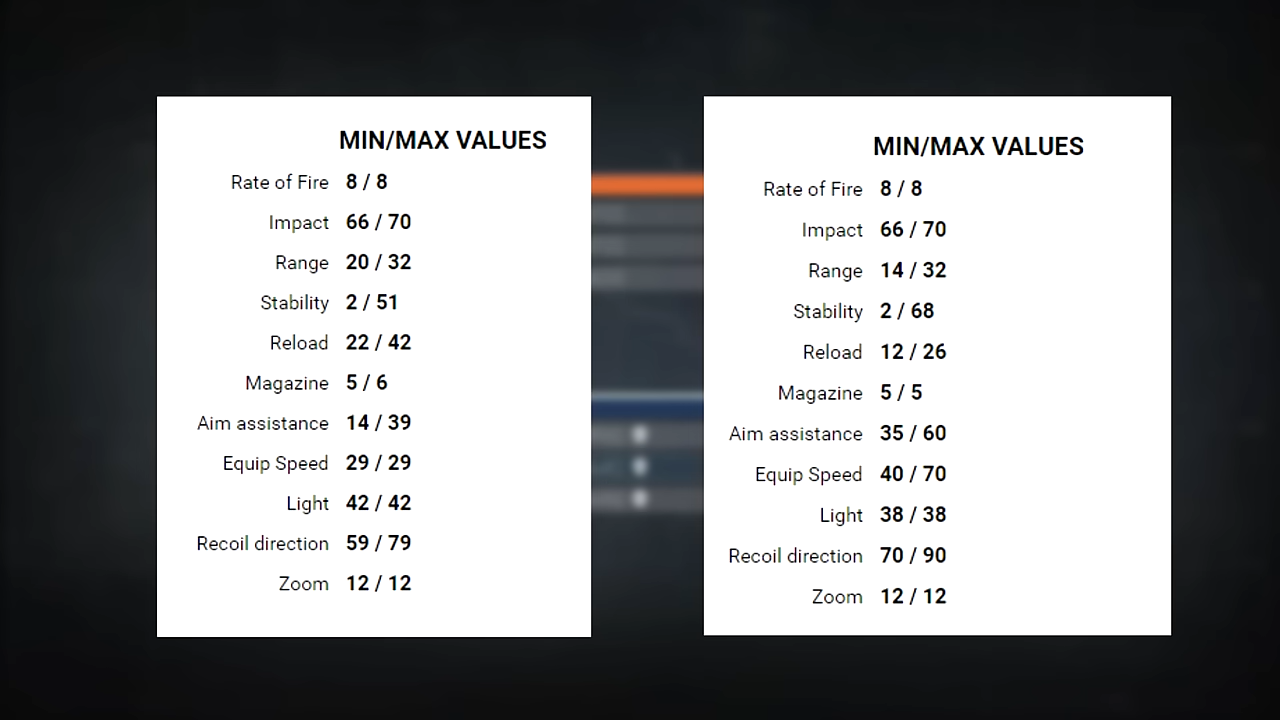 MIN/MAX VALUES
Rate of Fire 8 / 8
Impact 66 / 70
Range 20 / 32
Stability 2 / 51
Reload 22 / 42
Magazine 5 / 6
Aim assistance 14 / 39
Equip Speed 29 / 29
Light 42 / 42
Recoil direction 59 / 79
Zoom 12 / 12
MIN/MAX VALUES
Rate of Fire 8 / 8
Impact 66 / 70
Range 14 / 32
Stability 2 / 68
Reload 12 / 26
Magazine 5 / 5
Aim assistance 35 / 60
Equip Speed 40 / 70
Light 38 / 38
Recoil direction 70 / 90
Zoom 12 / 12